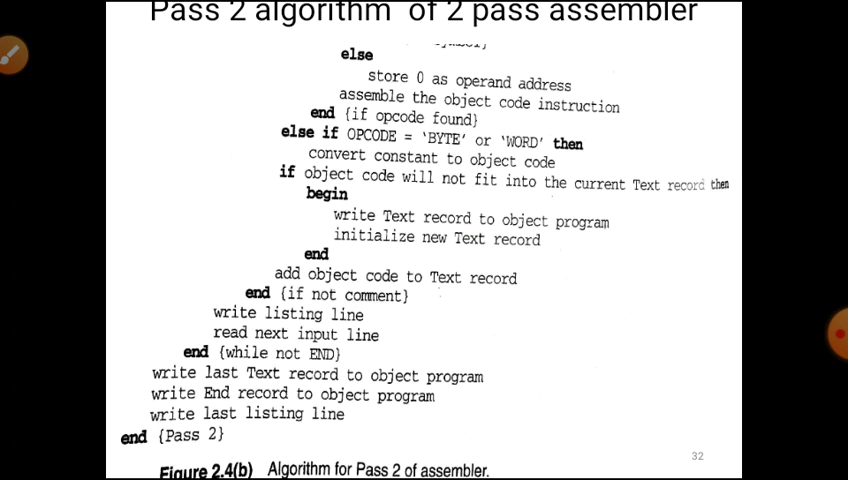 Pass 2 algorithm of 2 pass assembler
else
store 0 as operand address
assemble the object code instruction
end {if opcode found}
else if OPCODE = ‘BYTE’ or ‘WORD’ then
convert constant to object code
if object code will not fit into the current Text record then
begin
write Text record to object program
initialize new Text record
end
add object code to Text record
end {if not comment}
write listing line
read next input line
end {while not END}
write last Text record to object program
write End record to object program
write last listing line
end {Pass 2}
32
Figure 2.4(b) Algorithm for Pass 2 of assembler.